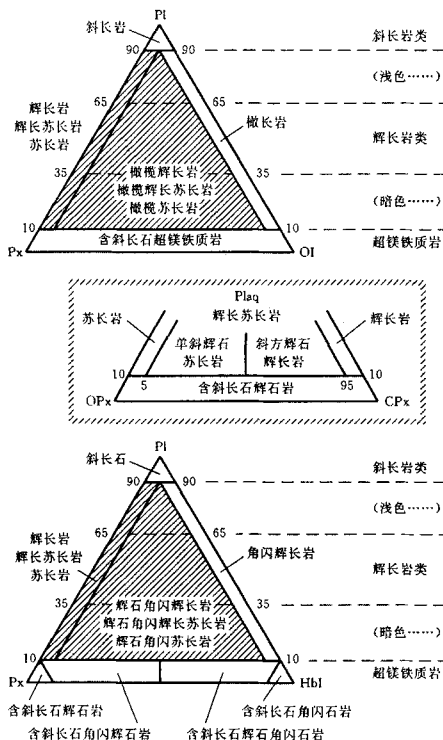 Pl
斜长岩
90 90
斜长岩类
(浅色……)
65 65
辉长岩
辉长苏长岩
苏长岩
橄长岩
辉长岩类
35 35
橄榄辉长岩
橄榄辉长苏长岩
橄榄苏长岩
(暗色……)
10 10
含斜长石超镁铁质岩
超镁铁质岩
Px OI
Plaq
苏长岩 辉长苏长岩 辉长岩
单斜辉石 斜方辉石
苏长岩 辉长岩
10 5 95 10
含斜长石辉石岩
OPx CPx
Pl
斜长石
90 90
斜长岩类
(浅色……)
65 65
辉长岩
辉长苏长岩
苏长岩
角闪辉长岩
辉长岩类
35 35
辉石角闪辉长岩
辉石角闪辉长苏长岩
辉石角闪苏长岩
(暗色……)
10 10
超镁铁质岩
Px HbI
含斜长石辉石岩 含斜长石角闪石岩
含斜长石角闪辉石岩 含斜长石辉石角闪石岩